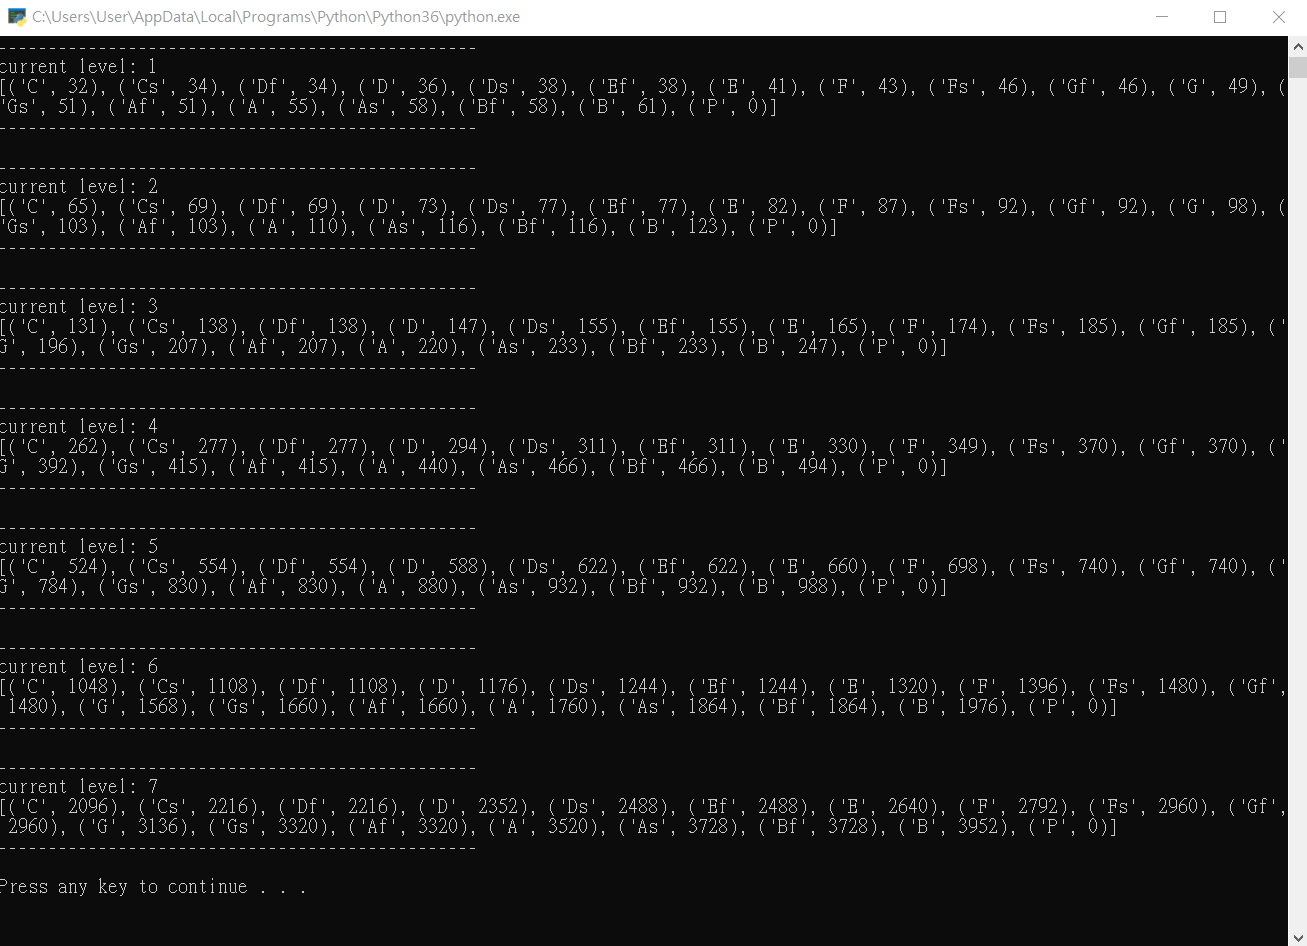 C:\Users\User\AppData\Local\Programs\Python\Python36\python.exe
------------------------------------------------
current level: 1
[('C', 32), ('Cs', 34), ('Df', 34), ('D', 36), ('Ds', 38), ('Ef', 38), ('E', 41), ('F', 43), ('Fs', 46), ('Gf', 46), ('G', 49), (
'Gs', 51), ('Af', 51), ('A', 55), ('As', 58), ('Bf', 58), ('B', 61), ('P', 0)]
------------------------------------------------
------------------------------------------------
current level: 2
[('C', 65), ('Cs', 69), ('Df', 69), ('D', 73), ('Ds', 77), ('Ef', 77), ('E', 82), ('F', 87), ('Fs', 92), ('Gf', 92), ('G', 98), (
'Gs', 103), ('Af', 103), ('A', 110), ('As', 116), ('Bf', 116), ('B', 123), ('P', 0)]
------------------------------------------------
------------------------------------------------
current level: 3
[('C', 131), ('Cs', 138), ('Df', 138), ('D', 147), ('Ds', 155), ('Ef', 155), ('E', 165), ('F', 174), ('Fs', 185), ('Gf', 185), ('
G', 196), ('Gs', 207), ('Af', 207), ('A', 220), ('As', 233), ('Bf', 233), ('B', 247), ('P', 0)]
------------------------------------------------
------------------------------------------------
current level: 4
[('C', 262), ('Cs', 277), ('Df', 277), ('D', 294), ('Ds', 311), ('Ef', 311), ('E', 330), ('F', 349), ('Fs', 370), ('Gf', 370), ('
G', 392), ('Gs', 415), ('Af', 415), ('A', 440), ('As', 466), ('Bf', 466), ('B', 494), ('P', 0)]
------------------------------------------------
------------------------------------------------
current level: 5
[('C', 524), ('Cs', 554), ('Df', 554), ('D', 588), ('Ds', 622), ('Ef', 622), ('E', 660), ('F', 698), ('Fs', 740), ('Gf', 740), ('
G', 784), ('Gs', 830), ('Af', 830), ('A', 880), ('As', 932), ('Bf', 932), ('B', 988), ('P', 0)]
------------------------------------------------
------------------------------------------------
current level: 6
[('C', 1048), ('Cs', 1108), ('Df', 1108), ('D', 1176), ('Ds', 1244), ('Ef', 1244), ('E', 1320), ('F', 1396), ('Fs', 1480), ('Gf',
 1480), ('G', 1568), ('Gs', 1660), ('Af', 1660), ('A', 1760), ('As', 1864), ('Bf', 1864), ('B', 1976), ('P', 0)]
------------------------------------------------
------------------------------------------------
current level: 7
[('C', 2096), ('Cs', 2216), ('Df', 2216), ('D', 2352), ('Ds', 2488), ('Ef', 2488), ('E', 2640), ('F', 2792), ('Fs', 2960), ('Gf',
 2960), ('G', 3136), ('Gs', 3320), ('Af', 3320), ('A', 3520), ('As', 3728), ('Bf', 3728), ('B', 3952), ('P', 0)]
------------------------------------------------
Press any key to continue . . .